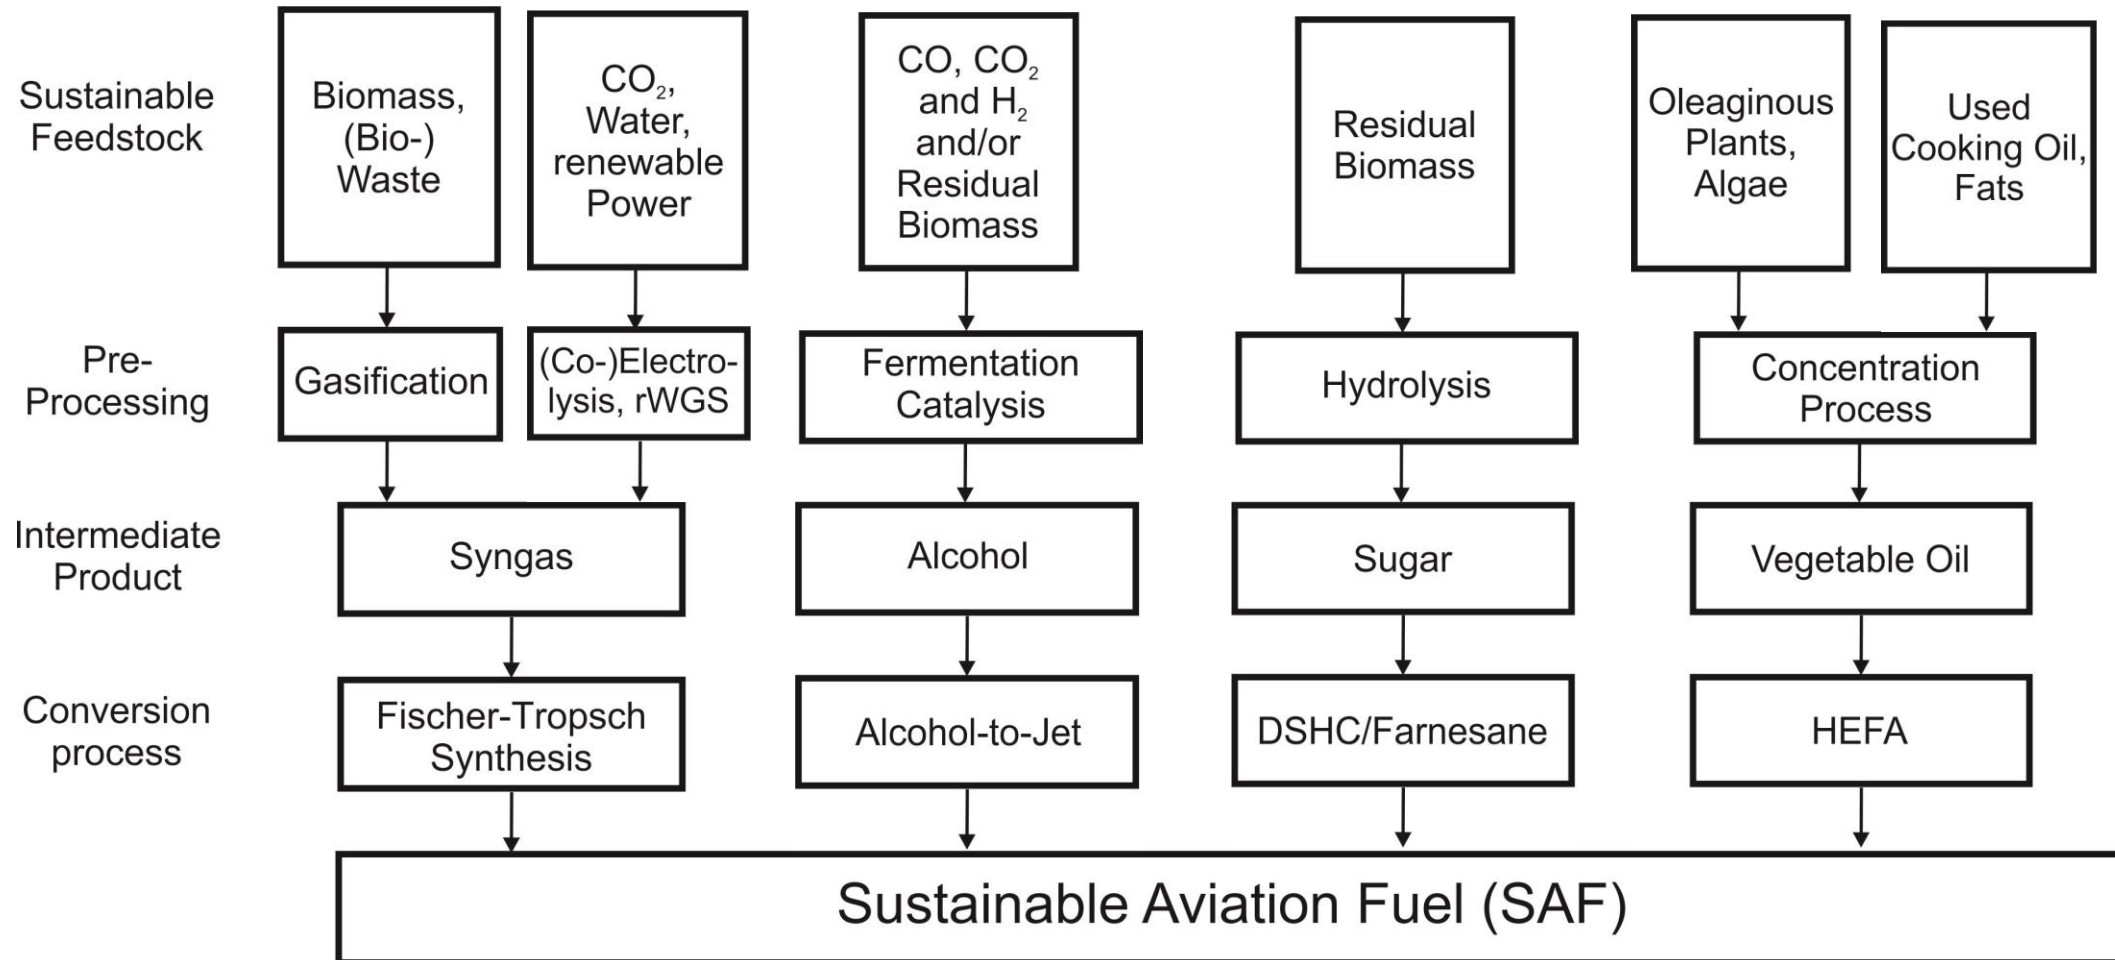 Sustainable
Feedstock
Biomass,
(Bio-)
Waste
CO₂,
Water,
renewable
Power
CO, CO₂
and H₂
and/or
Residual
Biomass
Residual
Biomass
Oleaginous
Plants,
Algae
Used
Cooking Oil,
Fats
Pre-
Processing
Gasification
(Co-)Electro-
lysis, rWGS
Fermentation
Catalysis
Hydrolysis
Concentration
Process
Intermediate
Product
Syngas
Alcohol
Sugar
Vegetable Oil
Conversion
process
Fischer-Tropsch
Synthesis
Alcohol-to-Jet
DSHC/Farnesane
HEFA
Sustainable Aviation Fuel (SAF)